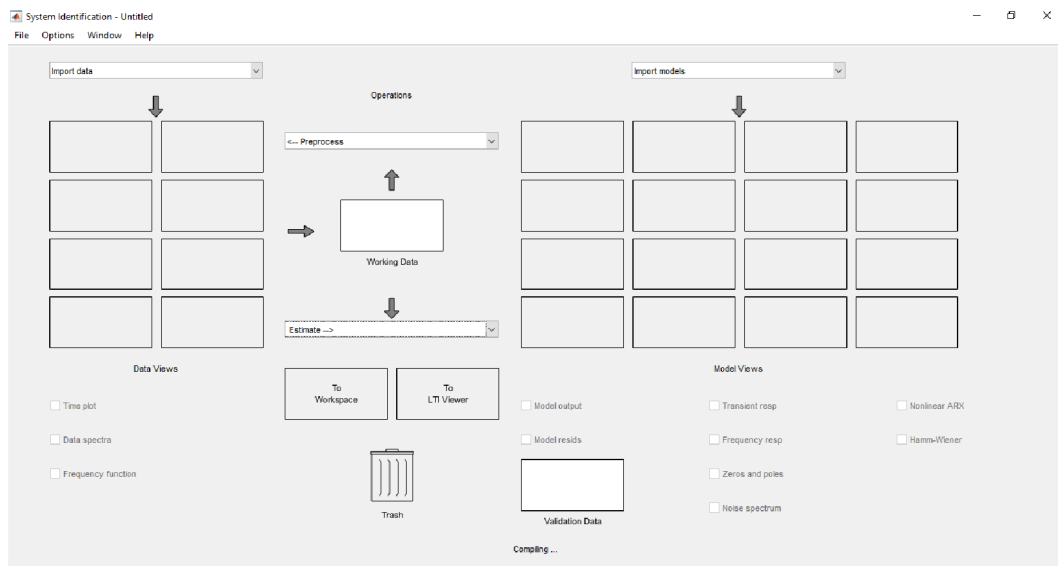 System Identification - Untitled
File Options Window Help
Import data
Import models
Operations
<-- Preprocess
Working Data
Estimate -->
Data Views
Model Views
To
Workspace
To
LTI Viewer
Time plot
Data spectra
Frequency function
Model output
Transient resp
Nonlinear ARX
Model resids
Frequency resp
Hamm-Wiener
Zeros and poles
Noise spectrum
Trash
Validation Data
Compiling ...